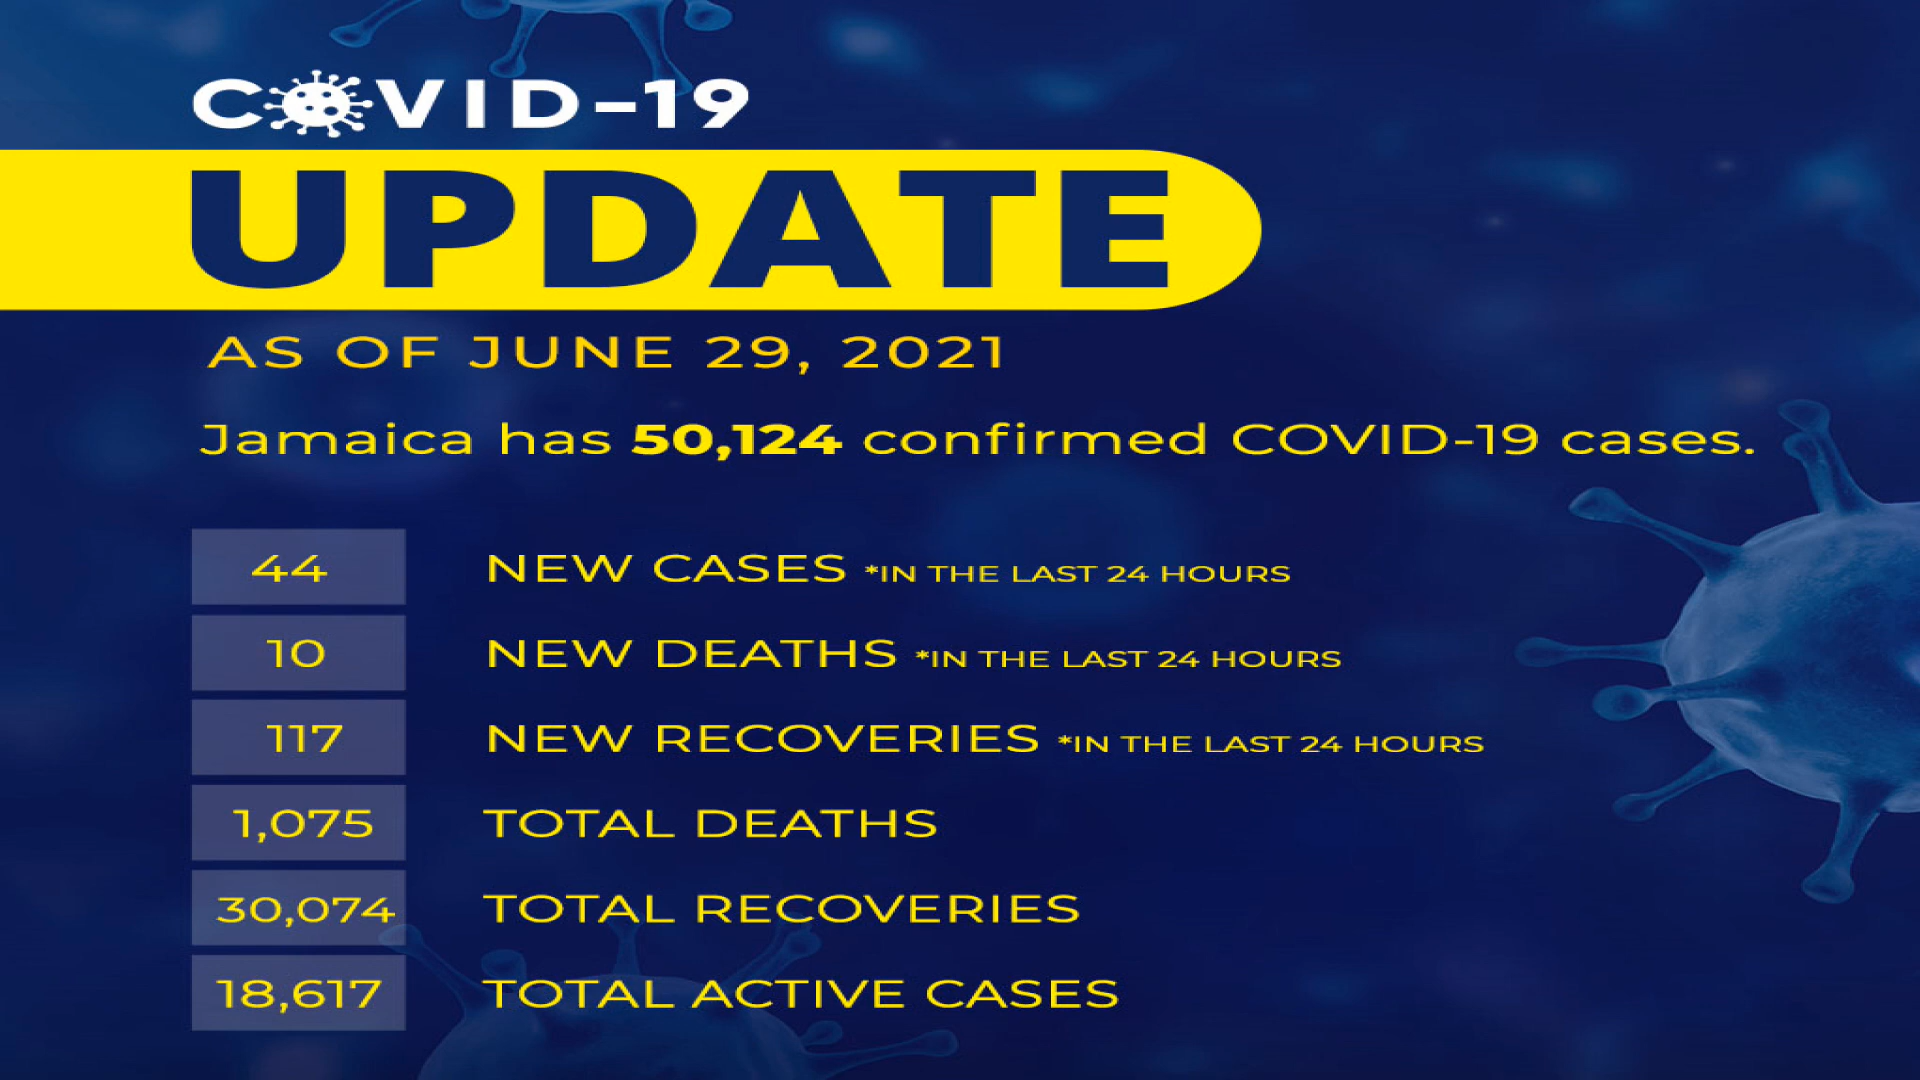 COVID-19
UPDATE
AS OF JUNE 29, 2021
Jamaica has 50,124 confirmed COVID-19 cases.
44 NEW CASES *IN THE LAST 24 HOURS
10 NEW DEATHS *IN THE LAST 24 HOURS
117 NEW RECOVERIES *IN THE LAST 24 HOURS
1,075 TOTAL DEATHS
30,074 TOTAL RECOVERIES
18,617 TOTAL ACTIVE CASES